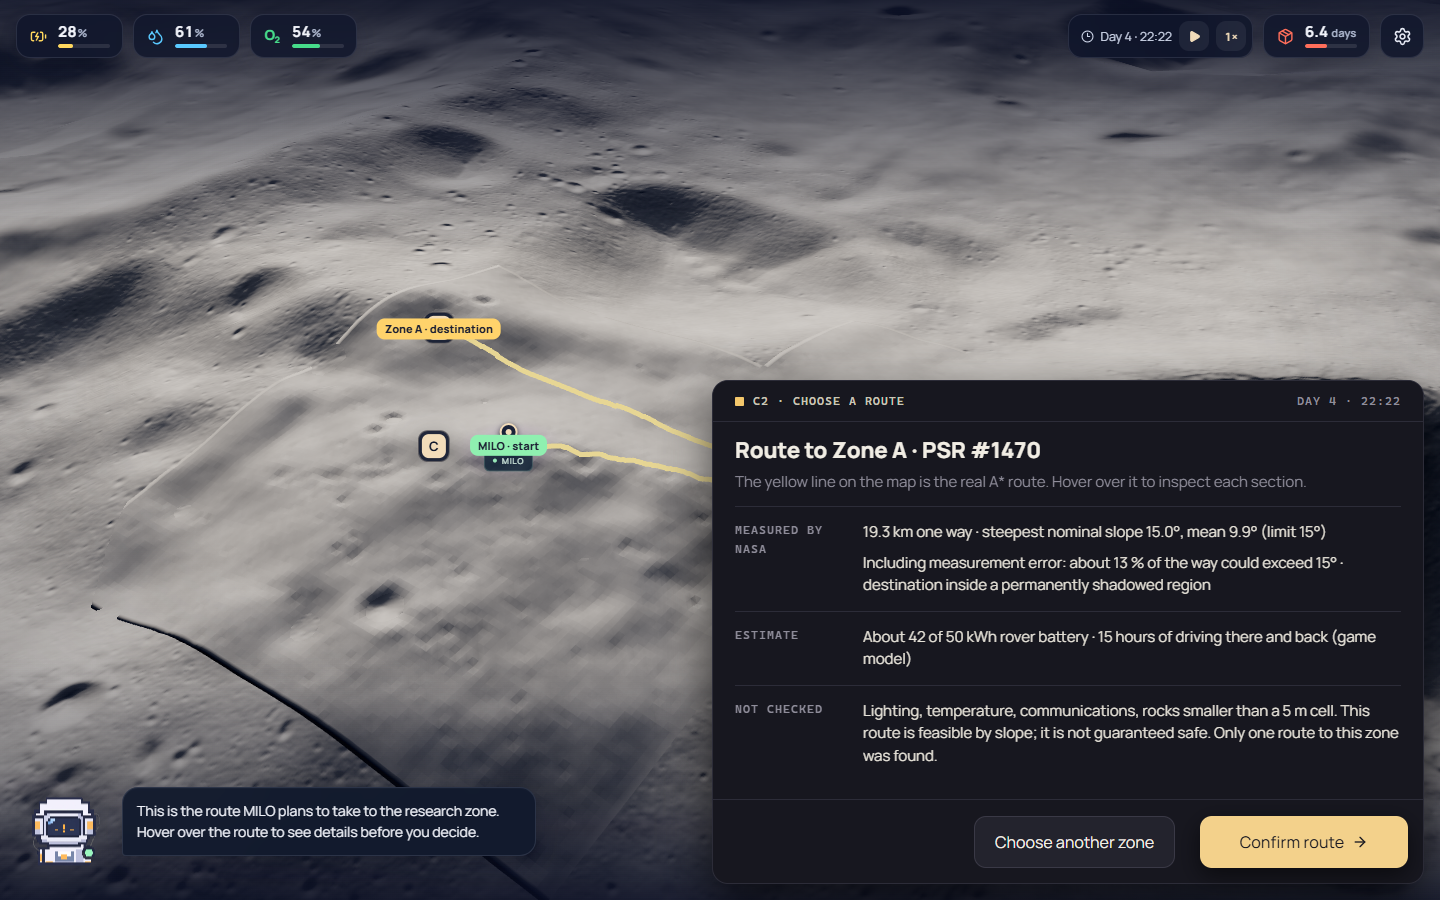 28%
61%
O₂ 54%
Day 4 · 22:22
1×
6.4 days
Zone A · destination
C
MILO · start
MILO
C2 · CHOOSE A ROUTE
DAY 4 · 22:22
Route to Zone A · PSR #1470
The yellow line on the map is the real A* route. Hover over it to inspect each section.
MEASURED BY
NASA
19.3 km one way · steepest nominal slope 15.0°, mean 9.9° (limit 15°)
Including measurement error: about 13 % of the way could exceed 15° ·
destination inside a permanently shadowed region
ESTIMATE
About 42 of 50 kWh rover battery · 15 hours of driving there and back (game
model)
NOT CHECKED
Lighting, temperature, communications, rocks smaller than a 5 m cell. This
route is feasible by slope; it is not guaranteed safe. Only one route to this zone
was found.
This is the route MILO plans to take to the research zone.
Hover over the route to see details before you decide.
Choose another zone
Confirm route →